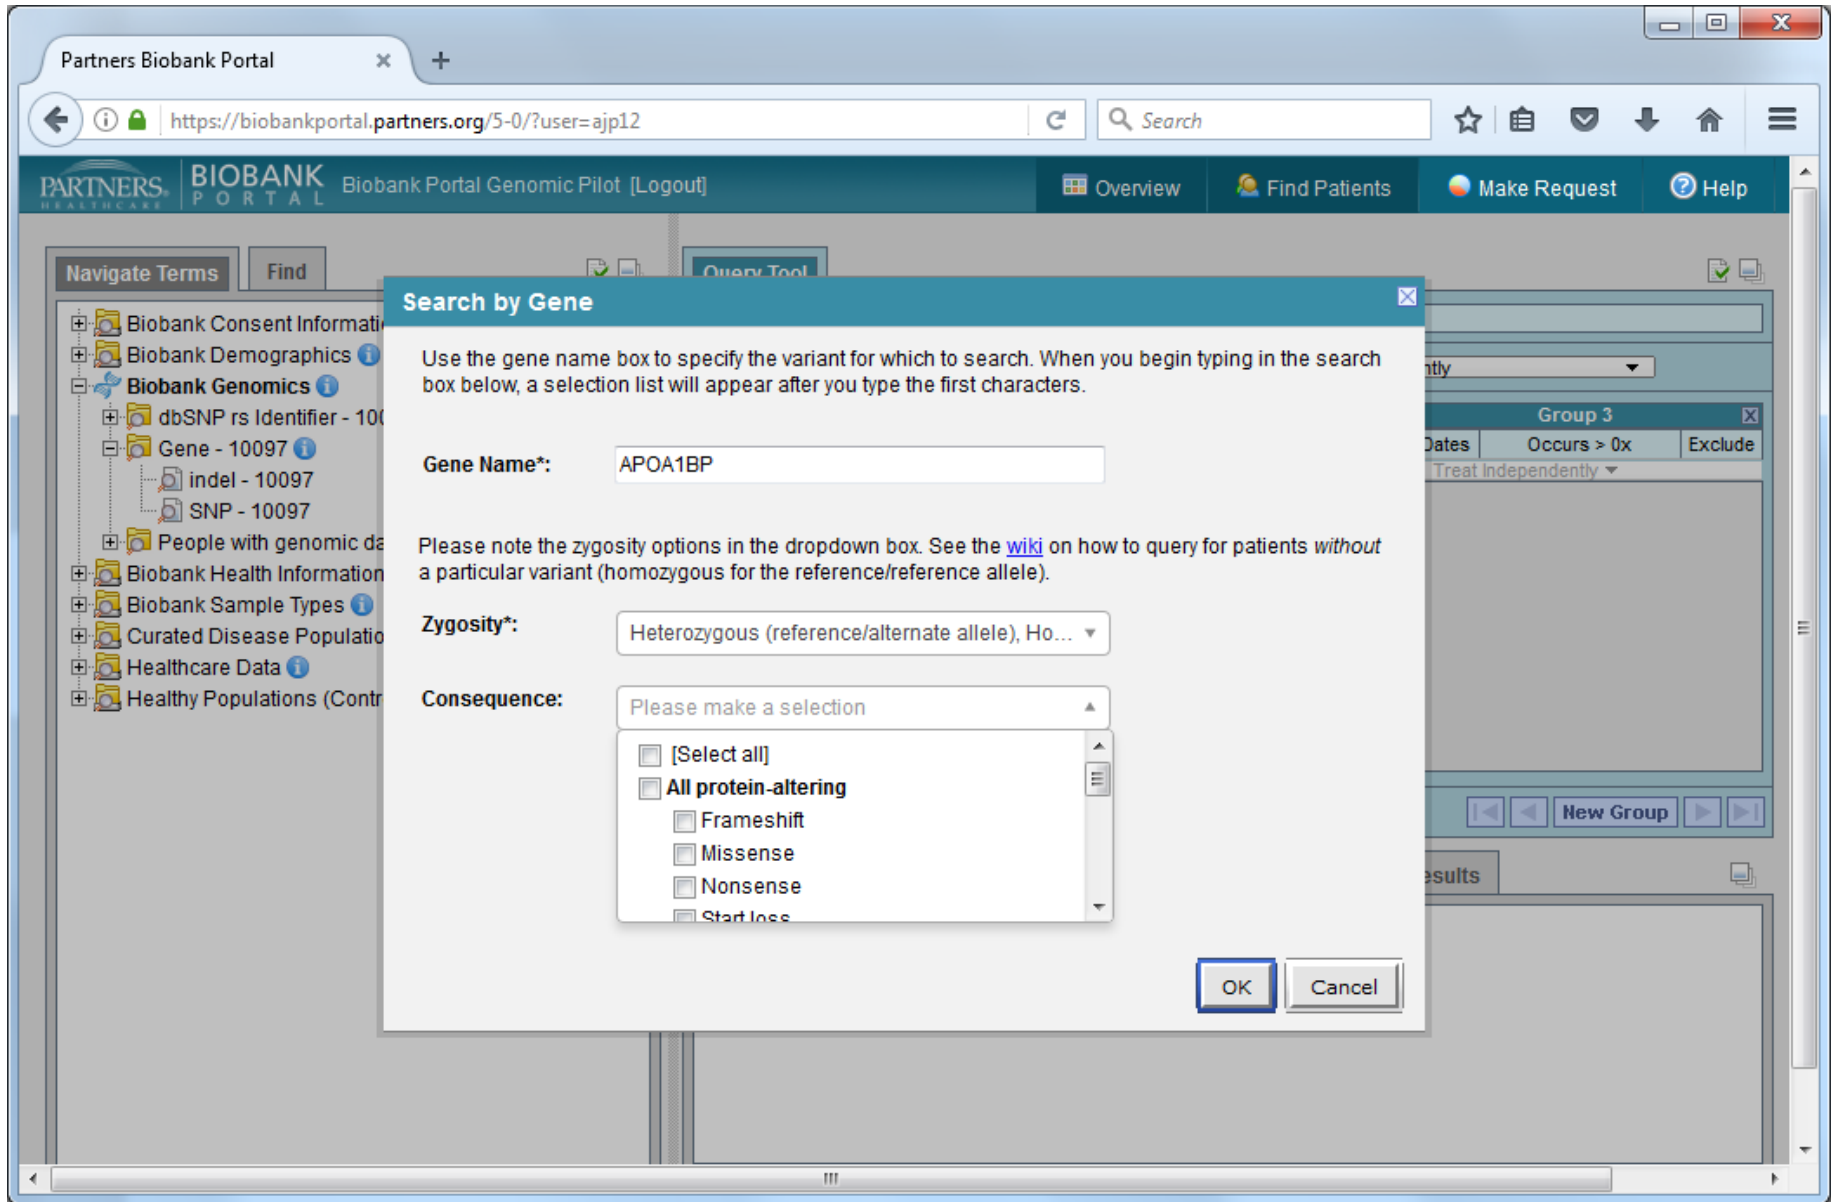 Partners Biobank Portal
https://biobankportal.partners.org/5-0/?user=ajp12
Search
PARTNERS.
HEALTHCARE
BIOBANK
PORTAL
Biobank Portal Genomic Pilot [Logout]
Overview
Find Patients
Make Request
Help
Navigate Terms
Find
Query Tool
Biobank Consent Informati
Biobank Demographics
Biobank Genomics
dbSNP rs Identifier - 100
Gene - 10097
indel - 10097
SNP - 10097
People with genomic da
Biobank Health Information
Biobank Sample Types
Curated Disease Populatio
Healthcare Data
Healthy Populations (Contr
Search by Gene
Use the gene name box to specify the variant for which to search. When you begin typing in the search
box below, a selection list will appear after you type the first characters.
Gene Name*:
APOA1BP
Please note the zygosity options in the dropdown box. See the wiki on how to query for patients without
a particular variant (homozygous for the reference/reference allele).
Zygosity*:
Heterozygous (reference/alternate allele), Ho...
Consequence:
Please make a selection
[Select all]
All protein-altering
Frameshift
Missense
Nonsense
Start loss
OK
Cancel
ntly
Group 3
Dates
Occurs > 0x
Exclude
Treat Independently
New Group
esults